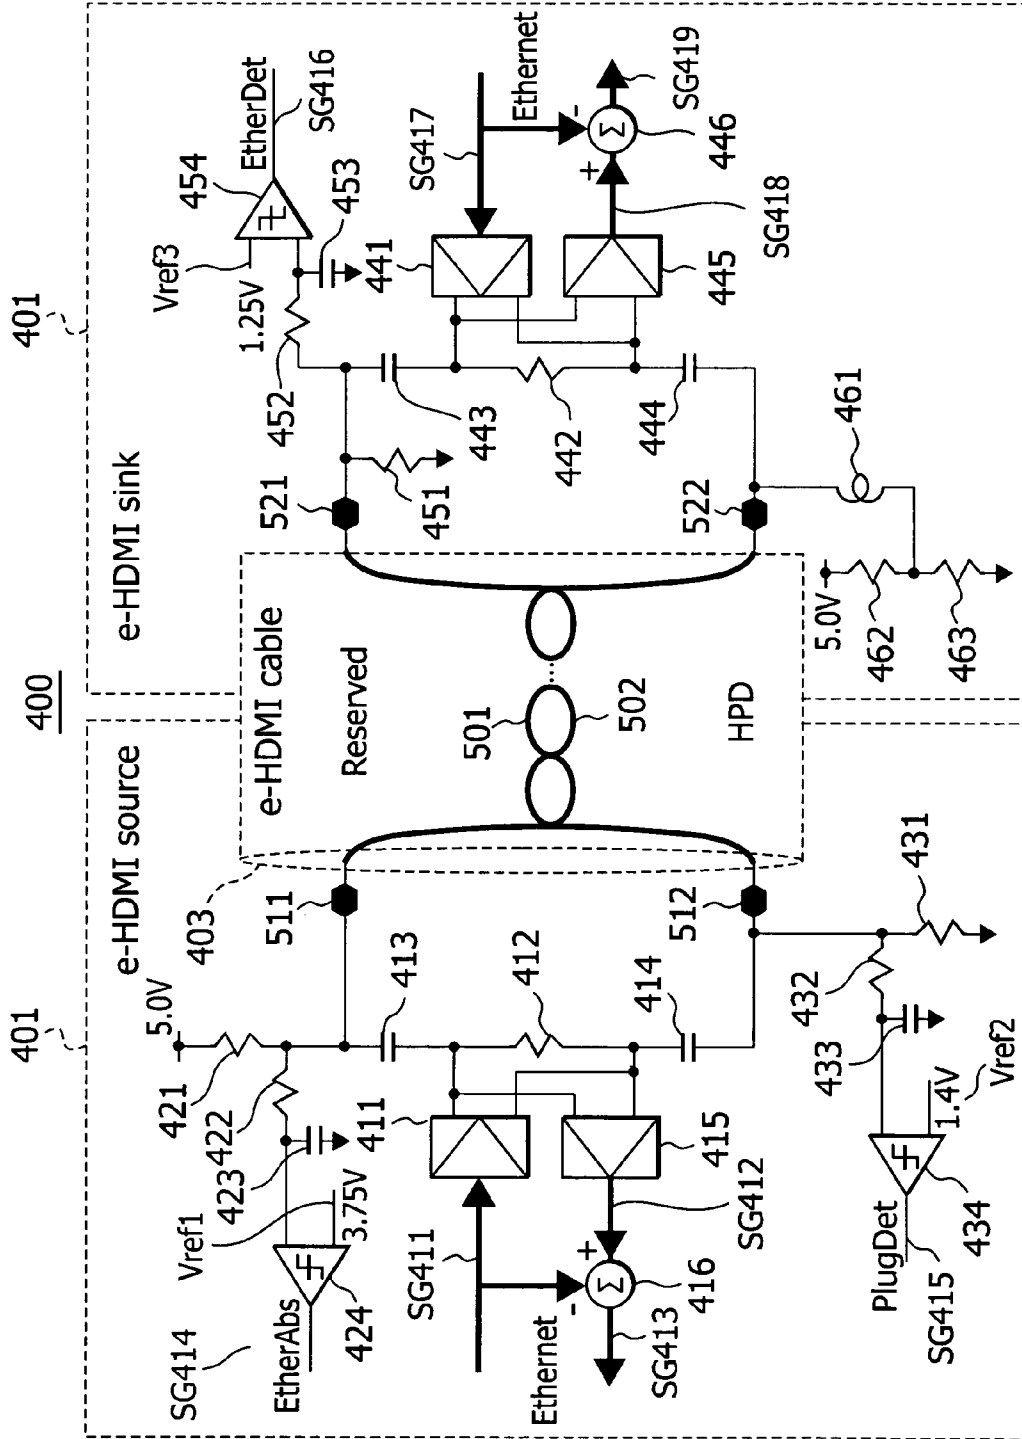 400
401
401
e-HDMI source
e-HDMI sink
403
e-HDMI cable
Reserved
HPD
501
502
511
512
521
522
5.0V
421
422
423
Vref1
3.75V
SG414
EtherAbs
424
413
412
414
411
415
SG411
SG412
Ethernet
+
-
Σ
416
SG413
431
432
433
1.4V
Vref2
PlugDet
434
SG415
EtherDet
SG416
454
453
Vref3
1.25V
452
451
443
442
444
441
445
SG417
SG418
Ethernet
+
-
Σ
446
SG419
461
5.0V
462
463